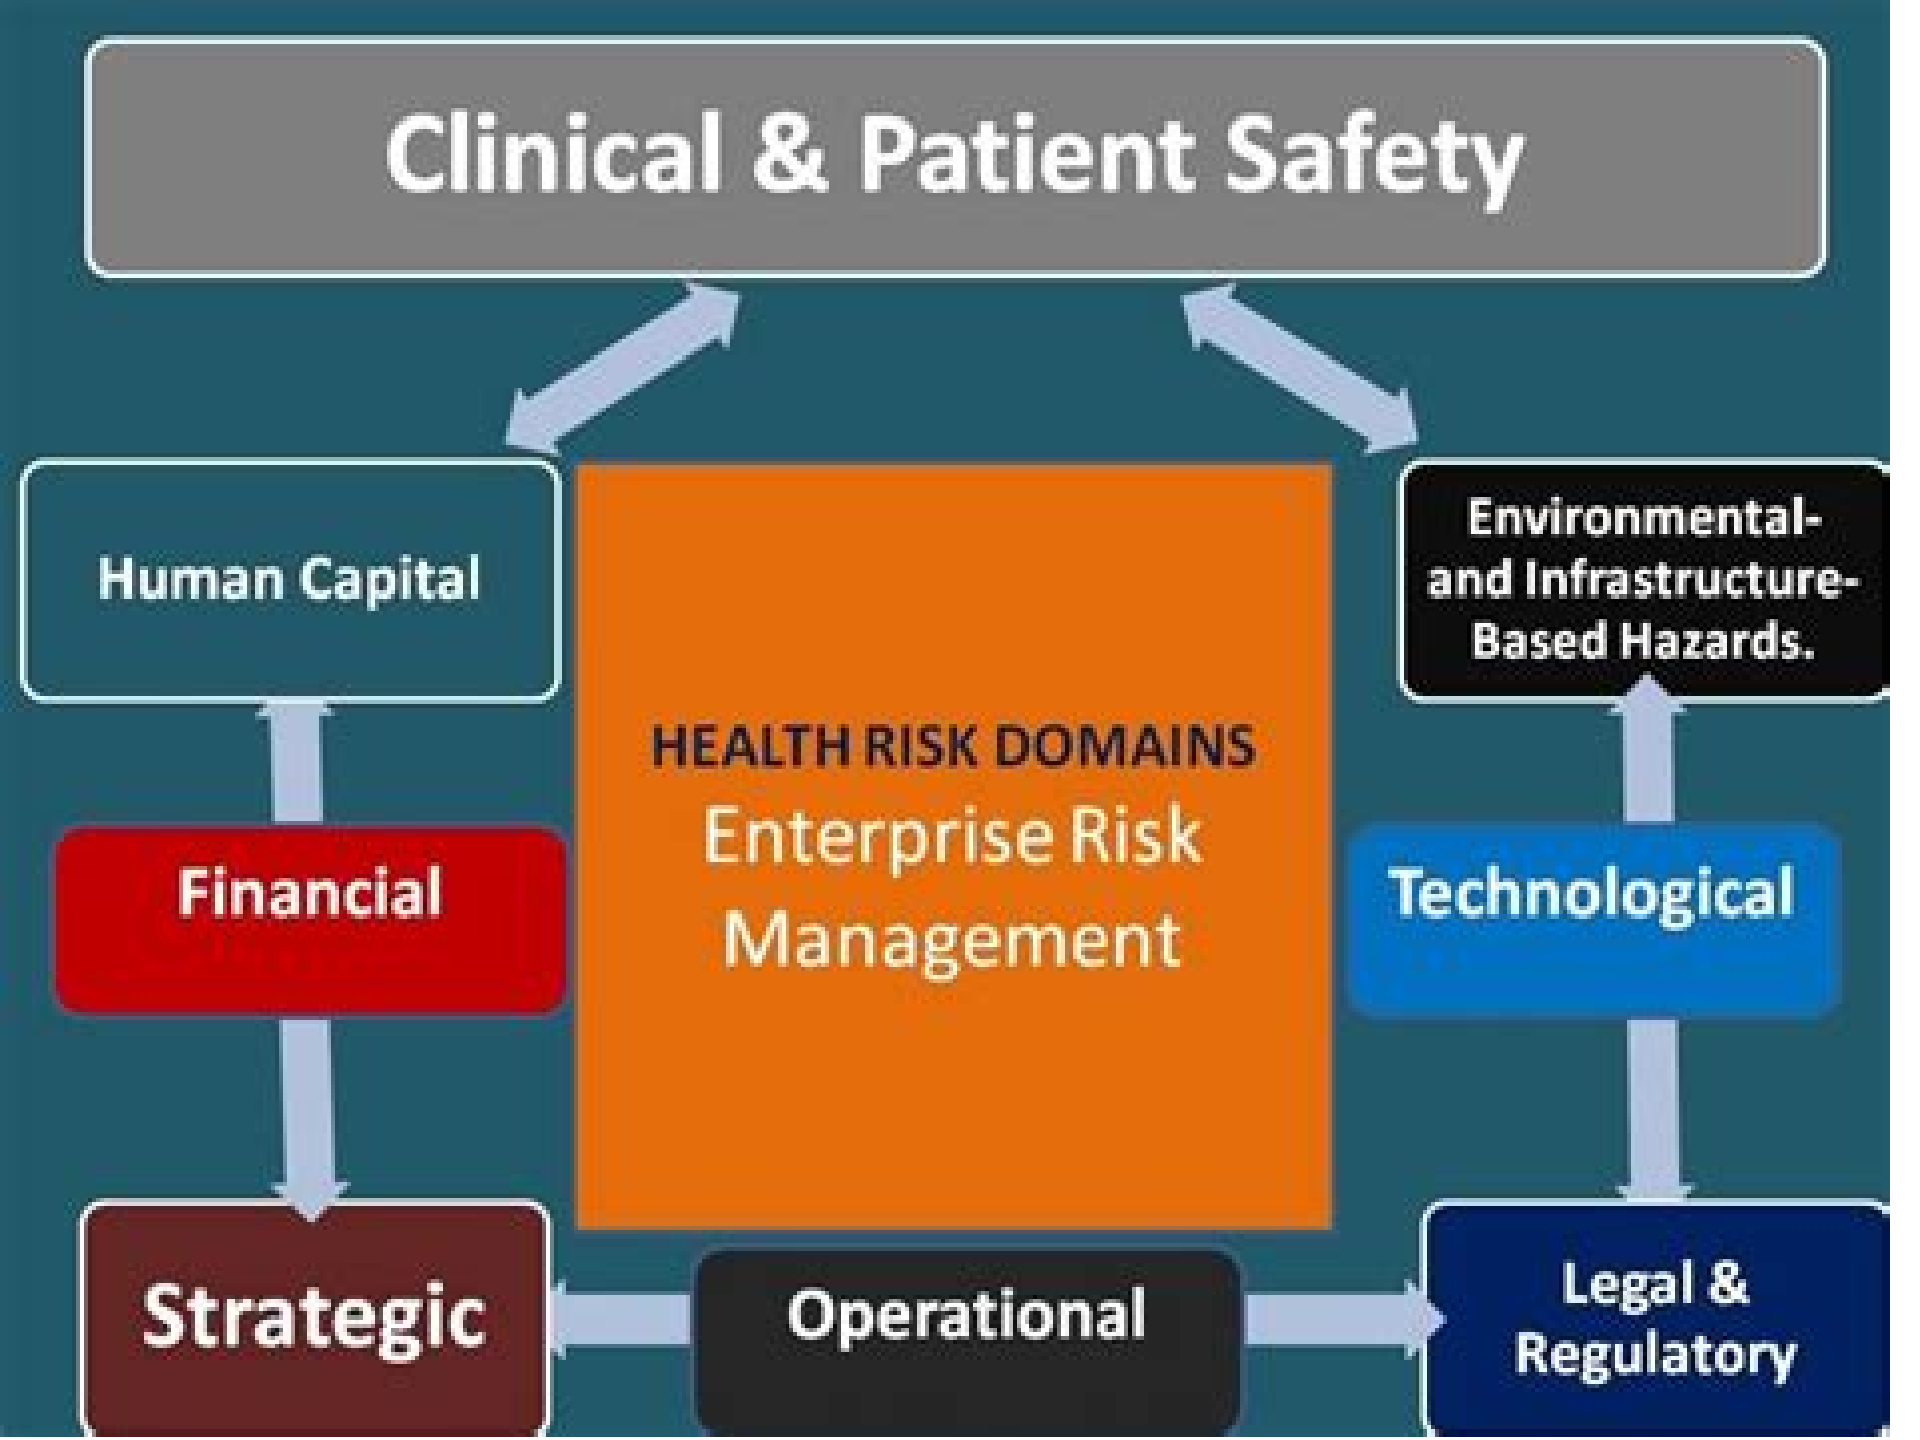 Clinical & Patient Safety
Human Capital
Environmental-
and Infrastructure-
Based Hazards.
HEALTH RISK DOMAINS
Enterprise Risk
Management
Financial
Technological
Strategic
Operational
Legal &
Regulatory